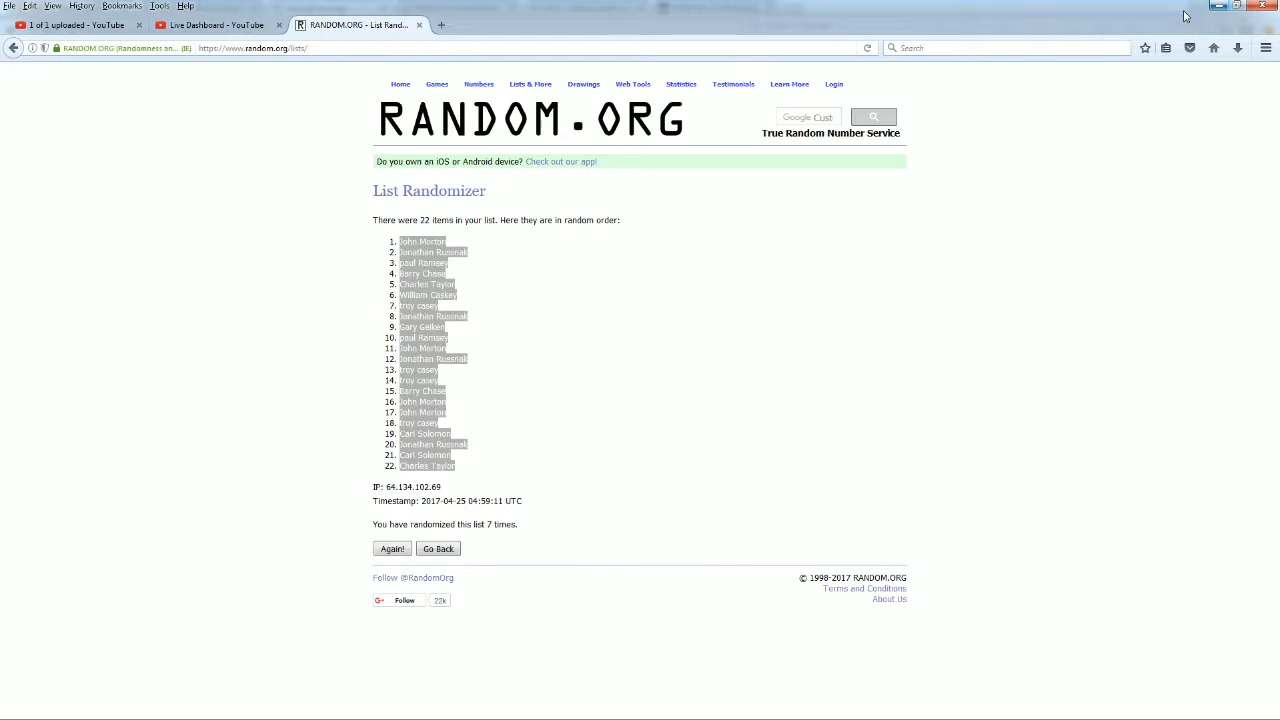 File Edit View History Bookmarks Tools Help
1 of 1 uploaded - YouTube × Live Dashboard - YouTube × RANDOM.ORG - List Rand... ×
RANDOM.ORG (Randomness an... (IE) https://www.random.org/lists/ Search
Home Games Numbers Lists & More Drawings Web Tools Statistics Testimonials Learn More Login
RANDOM.ORG
Google Cust
True Random Number Service
Do you own an iOS or Android device? Check out our app!
List Randomizer
There were 22 items in your list. Here they are in random order:
1. John Morton
2. Jonathan Russnak
3. paul Ramsey
4. Barry Chase
5. Charles Taylor
6. William Caskey
7. troy casey
8. Jonathan Russnak
9. Gary Geiken
10. paul Ramsey
11. John Morton
12. Jonathan Russnak
13. troy casey
14. troy casey
15. Barry Chase
16. John Morton
17. John Morton
18. troy casey
19. Carl Solomon
20. Jonathan Russnak
21. Carl Solomon
22. Charles Taylor
IP: 64.134.102.69
Timestamp: 2017-04-25 04:59:11 UTC
You have randomized this list 7 times.
Again! Go Back
Follow @RandomOrg
© 1998-2017 RANDOM.ORG
Terms and Conditions
About Us
G+ Follow 22k